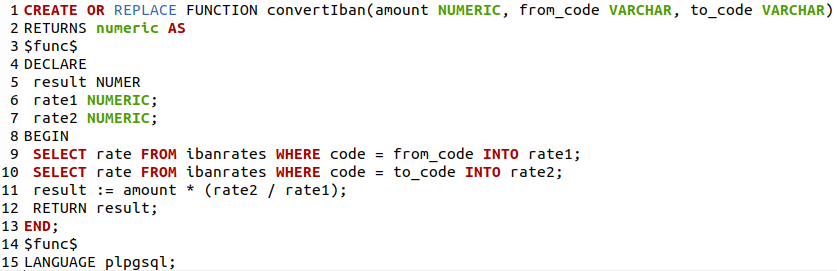 1 CREATE OR REPLACE FUNCTION convertIban(amount NUMERIC, from_code VARCHAR, to_code VARCHAR)
2 RETURNS numeric AS
3 $func$
4 DECLARE
5  result NUMER
6  rate1 NUMERIC;
7  rate2 NUMERIC;
8 BEGIN
9  SELECT rate FROM ibanrates WHERE code = from_code INTO rate1;
10  SELECT rate FROM ibanrates WHERE code = to_code INTO rate2;
11  result := amount * (rate2 / rate1);
12  RETURN result;
13 END;
14 $func$
15 LANGUAGE plpgsql;